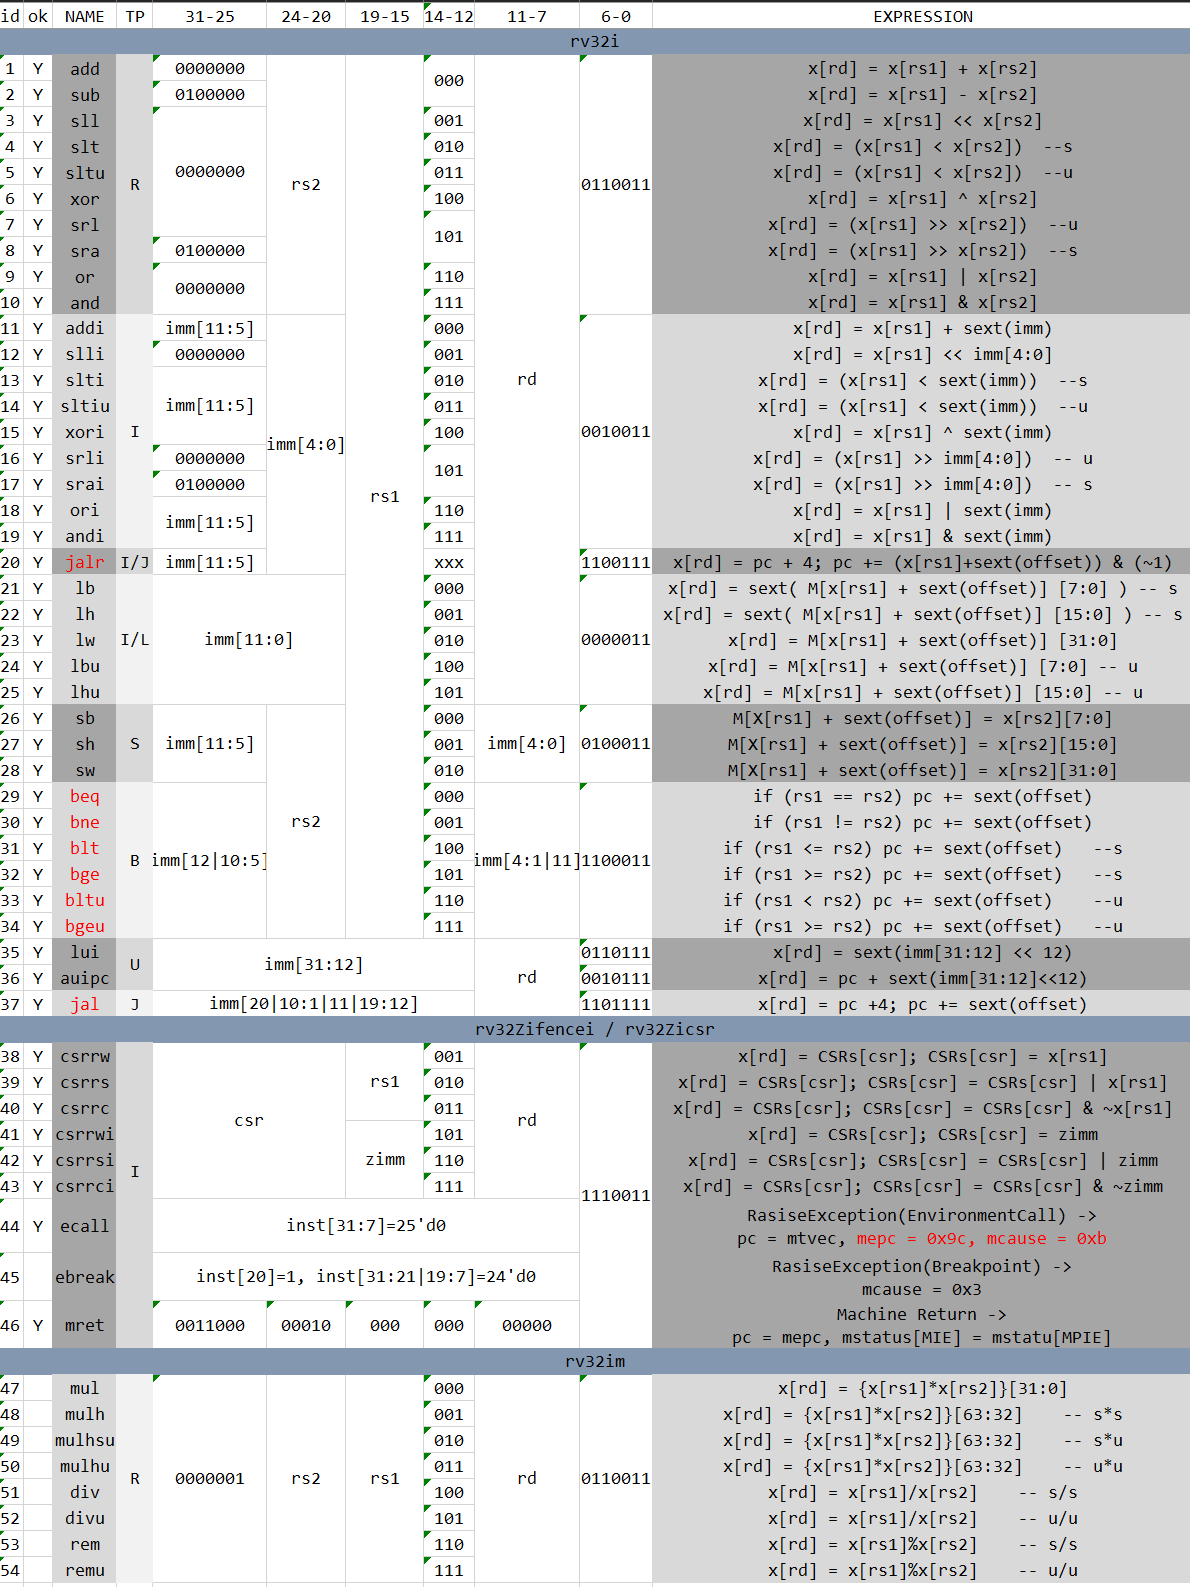 id ok NAME TP 31-25 24-20 19-15 14-12 11-7 6-0 EXPRESSION
rv32i
1 Y add R 0000000 rs2 rs1 000 rd 0110011 x[rd] = x[rs1] + x[rs2]
2 Y sub 0100000 x[rd] = x[rs1] - x[rs2]
3 Y sll 0000000 001 x[rd] = x[rs1] << x[rs2]
4 Y slt 010 x[rd] = (x[rs1] < x[rs2]) --s
5 Y sltu 011 x[rd] = (x[rs1] < x[rs2]) --u
6 Y xor 100 x[rd] = x[rs1] ^ x[rs2]
7 Y srl 101 x[rd] = (x[rs1] >> x[rs2]) --u
8 Y sra 0100000 x[rd] = (x[rs1] >> x[rs2]) --s
9 Y or 0000000 110 x[rd] = x[rs1] | x[rs2]
10 Y and 111 x[rd] = x[rs1] & x[rs2]
11 Y addi I imm[11:5] imm[4:0] 000 0010011 x[rd] = x[rs1] + sext(imm)
12 Y slli 0000000 001 x[rd] = x[rs1] << imm[4:0]
13 Y slti imm[11:5] 010 x[rd] = (x[rs1] < sext(imm)) --s
14 Y sltiu 011 x[rd] = (x[rs1] < sext(imm)) --u
15 Y xori 100 x[rd] = x[rs1] ^ sext(imm)
16 Y srli 0000000 101 x[rd] = (x[rs1] >> imm[4:0]) -- u
17 Y srai 0100000 x[rd] = (x[rs1] >> imm[4:0]) -- s
18 Y ori imm[11:5] 110 x[rd] = x[rs1] | sext(imm)
19 Y andi 111 x[rd] = x[rs1] & sext(imm)
20 Y jalr I/J imm[11:5] xxx 1100111 x[rd] = pc + 4; pc += (x[rs1]+sext(offset)) & (~1)
21 Y lb I/L imm[11:0] 000 0000011 x[rd] = sext( M[x[rs1] + sext(offset)] [7:0] ) -- s
22 Y lh 001 x[rd] = sext( M[x[rs1] + sext(offset)] [15:0] ) -- s
23 Y lw 010 x[rd] = M[x[rs1] + sext(offset)] [31:0]
24 Y lbu 100 x[rd] = M[x[rs1] + sext(offset)] [7:0] -- u
25 Y lhu 101 x[rd] = M[x[rs1] + sext(offset)] [15:0] -- u
26 Y sb S imm[11:5] rs2 000 imm[4:0] 0100011 M[X[rs1] + sext(offset)] = x[rs2][7:0]
27 Y sh 001 M[X[rs1] + sext(offset)] = x[rs2][15:0]
28 Y sw 010 M[X[rs1] + sext(offset)] = x[rs2][31:0]
29 Y beq B imm[12|10:5] 000 imm[4:1|11] 1100011 if (rs1 == rs2) pc += sext(offset)
30 Y bne 001 if (rs1 != rs2) pc += sext(offset)
31 Y blt 100 if (rs1 <= rs2) pc += sext(offset) --s
32 Y bge 101 if (rs1 >= rs2) pc += sext(offset) --s
33 Y bltu 110 if (rs1 < rs2) pc += sext(offset) --u
34 Y bgeu 111 if (rs1 >= rs2) pc += sext(offset) --u
35 Y lui U imm[31:12] rd 0110111 x[rd] = sext(imm[31:12] << 12)
36 Y auipc 0010111 x[rd] = pc + sext(imm[31:12]<<12)
37 Y jal J imm[20|10:1|11|19:12] 1101111 x[rd] = pc +4; pc += sext(offset)
rv32Zifencei / rv32Zicsr
38 Y csrrw I csr rs1 001 rd 1110011 x[rd] = CSRs[csr]; CSRs[csr] = x[rs1]
39 Y csrrs 010 x[rd] = CSRs[csr]; CSRs[csr] = CSRs[csr] | x[rs1]
40 Y csrrc 011 x[rd] = CSRs[csr]; CSRs[csr] = CSRs[csr] & ~x[rs1]
41 Y csrrwi zimm 101 x[rd] = CSRs[csr]; CSRs[csr] = zimm
42 Y csrrsi 110 x[rd] = CSRs[csr]; CSRs[csr] = CSRs[csr] | zimm
43 Y csrrci 111 x[rd] = CSRs[csr]; CSRs[csr] = CSRs[csr] & ~zimm
44 Y ecall inst[31:7]=25'd0 RasiseException(EnvironmentCall) ->
pc = mtvec, mepc = 0x9c, mcause = 0xb
45 ebreak inst[20]=1, inst[31:21|19:7]=24'd0 RasiseException(Breakpoint) ->
mcause = 0x3
46 Y mret 0011000 00010 000 000 00000 Machine Return ->
pc = mepc, mstatus[MIE] = mstatu[MPIE]
rv32im
47 mul R 0000001 rs2 rs1 000 rd 0110011 x[rd] = {x[rs1]*x[rs2]}[31:0]
48 mulh 001 x[rd] = {x[rs1]*x[rs2]}[63:32] -- s*s
49 mulhsu 010 x[rd] = {x[rs1]*x[rs2]}[63:32] -- s*u
50 mulhu 011 x[rd] = {x[rs1]*x[rs2]}[63:32] -- u*u
51 div 100 x[rd] = x[rs1]/x[rs2] -- s/s
52 divu 101 x[rd] = x[rs1]/x[rs2] -- u/u
53 rem 110 x[rd] = x[rs1]%x[rs2] -- s/s
54 remu 111 x[rd] = x[rs1]%x[rs2] -- u/u